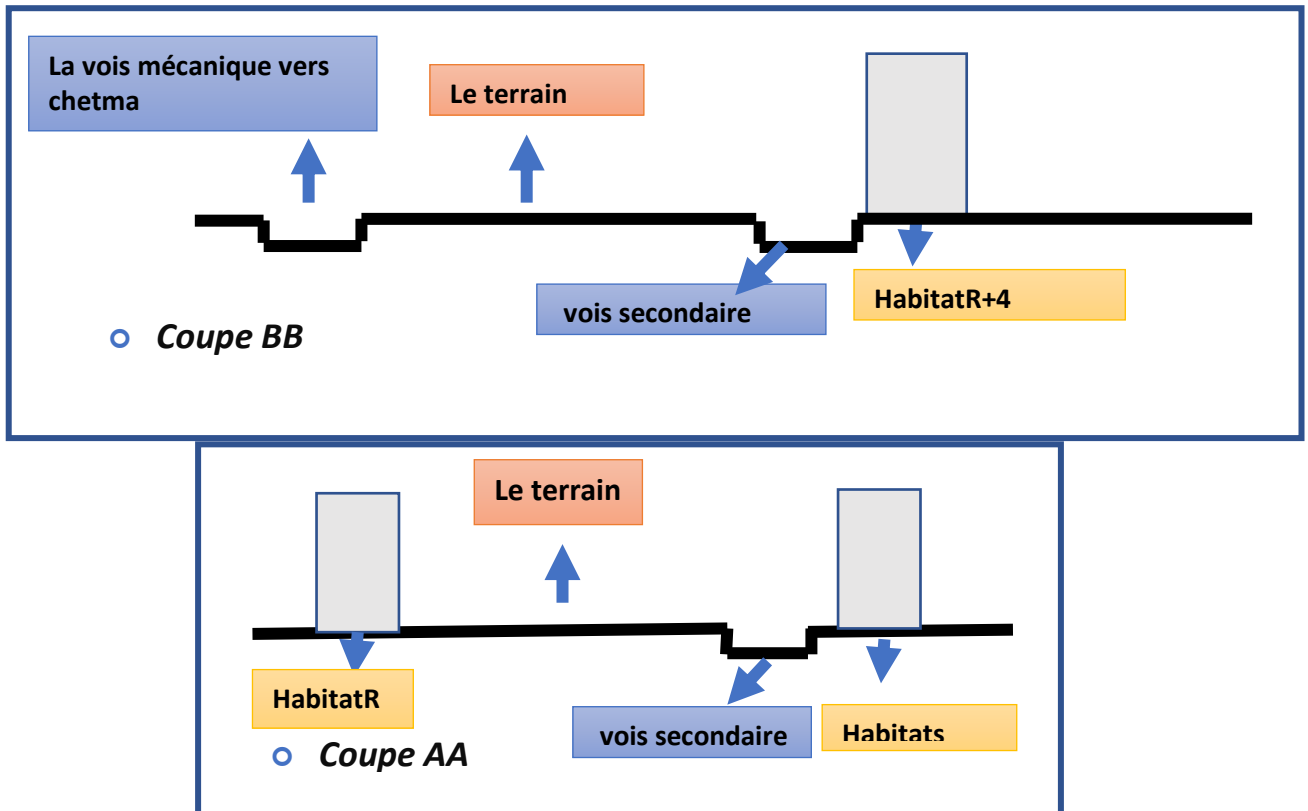 La vois mécanique vers
chetma
Le terrain
vois secondaire
HabitatR+4
Coupe BB
Le terrain
HabitatR
vois secondaire
Habitats
Coupe AA